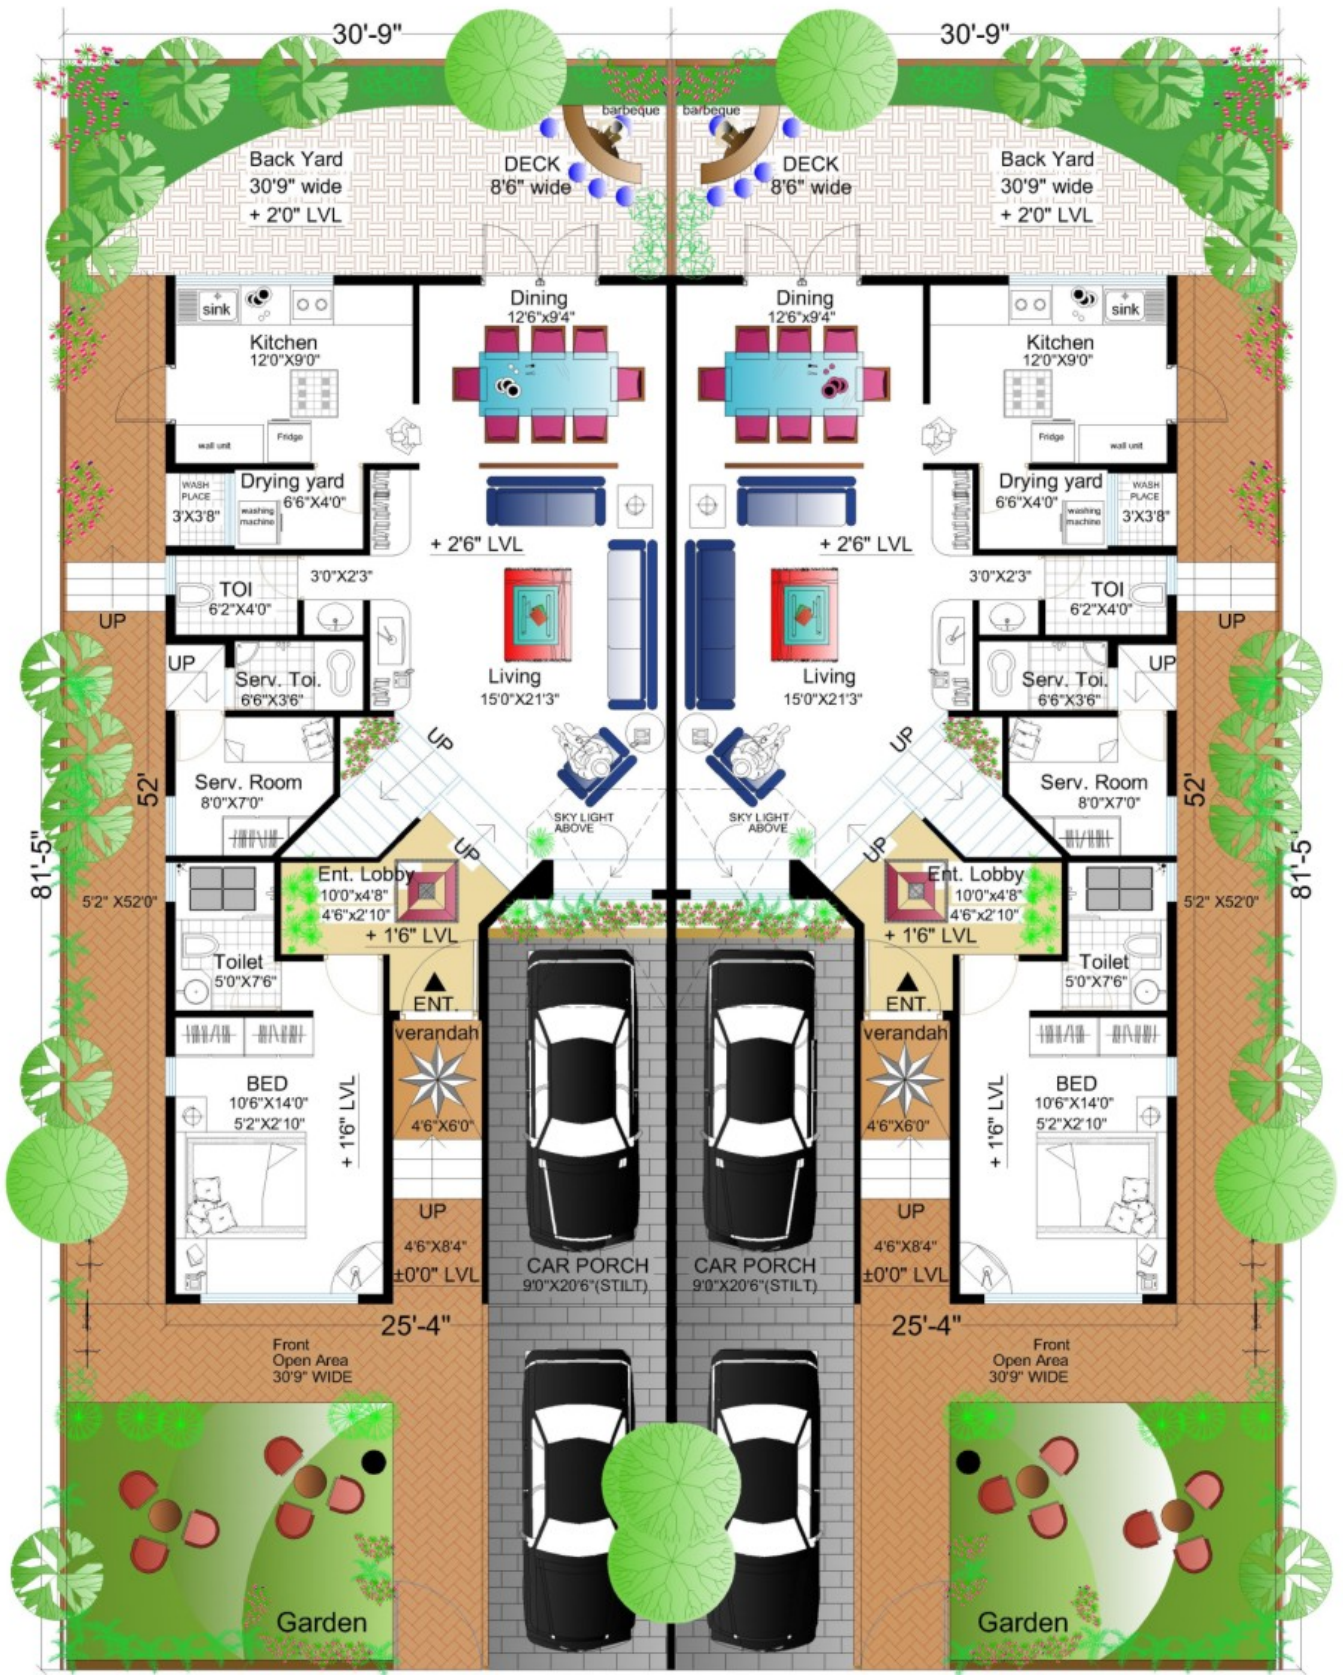 30'-9"
30'-9"
barbeque
barbeque
Back Yard
30'9" wide
+ 2'0" LVL
DECK
8'6" wide
DECK
8'6" wide
Back Yard
30'9" wide
+ 2'0" LVL
sink
Kitchen
12'0"X9'0"
wall unit
Fridge
Dining
12'6"x9'4"
Dining
12'6"x9'4"
sink
Kitchen
12'0"X9'0"
Fridge
wall unit
WASH
PLACE
3'X3'8"
Drying yard
6'6"X4'0"
washing
machine
+ 2'6" LVL
+ 2'6" LVL
Drying yard
6'6"X4'0"
washing
machine
WASH
PLACE
3'X3'8"
UP
TOI
6'2"X4'0"
3'0"X2'3"
3'0"X2'3"
TOI
6'2"X4'0"
UP
UP
Serv. Toi.
6'6"X3'6"
Living
15'0"X21'3"
Living
15'0"X21'3"
Serv. Toi.
6'6"X3'6"
UP
81'-5"
52'
Serv. Room
8'0"X7'0"
UP
UP
SKY LIGHT
ABOVE
SKY LIGHT
ABOVE
UP
UP
Serv. Room
8'0"X7'0"
52'
81'-5'
5'2" X52'0"
Ent. Lobby
10'0"x4'8"
4'6"x2'10"
+ 1'6" LVL
Ent. Lobby
10'0"x4'8"
4'6"x2'10"
+ 1'6" LVL
5'2" X52'0"
Toilet
5'0"X7'6"
ENT.
ENT.
Toilet
5'0"X7'6"
verandah
4'6"X6'0"
verandah
4'6"X6'0"
BED
10'6"X14'0"
5'2"X2'10"
+ 1'6" LVL
+ 1'6" LVL
BED
10'6"X14'0"
5'2"X2'10"
UP
4'6"X8'4"
±0'0" LVL
CAR PORCH
9'0"X20'6"(STILT)
CAR PORCH
9'0"X20'6"(STILT)
UP
4'6"X8'4"
±0'0" LVL
25'-4"
25'-4"
Front
Open Area
30'9" WIDE
Front
Open Area
30'9" WIDE
Garden
Garden